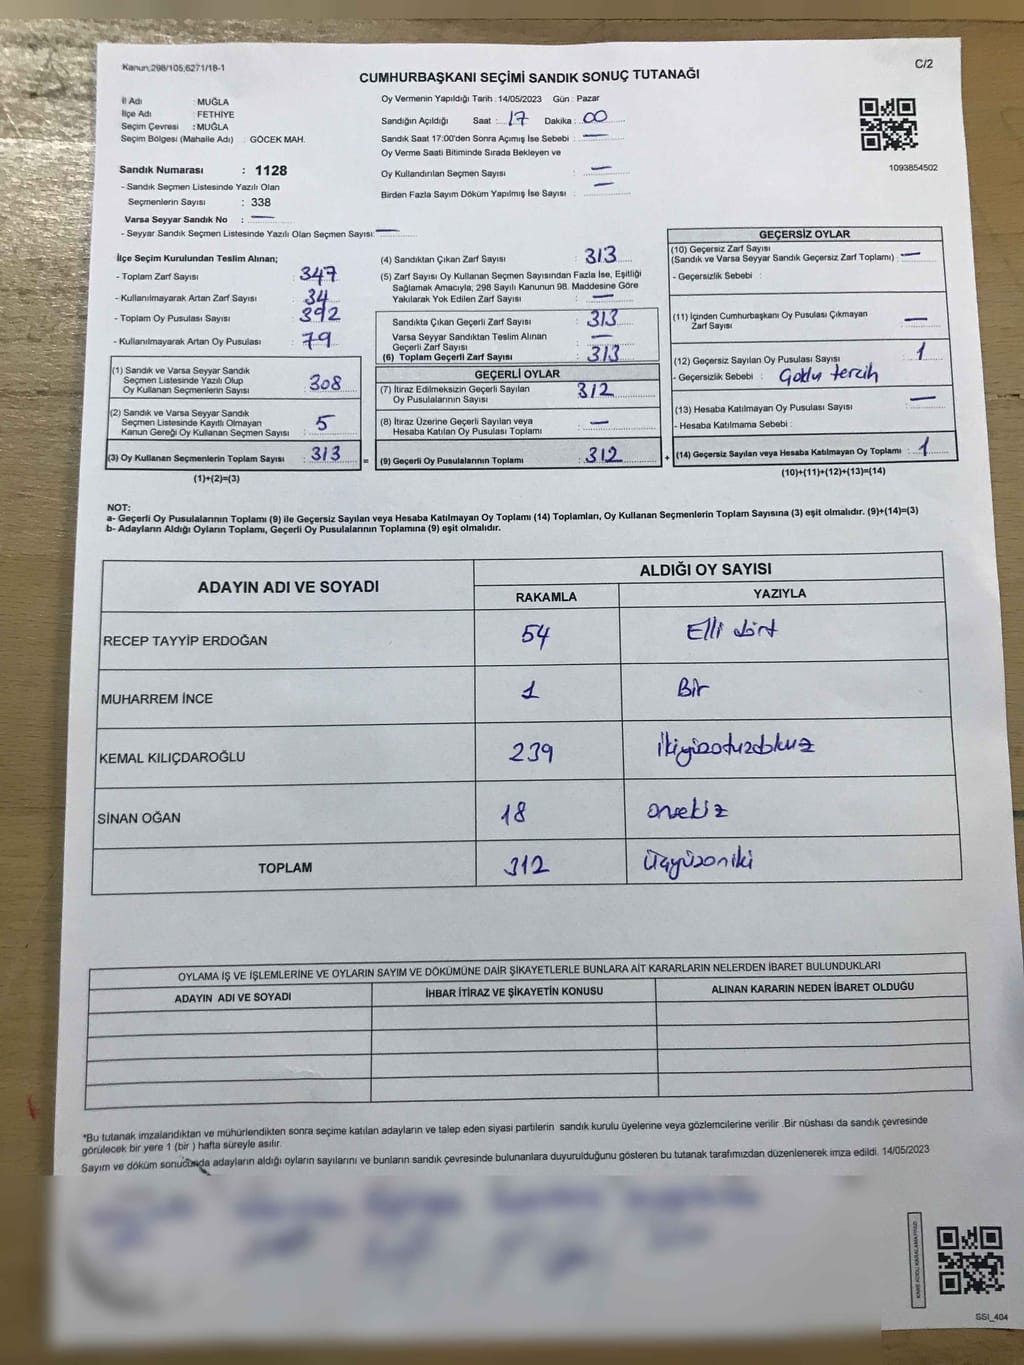 Kanun,298/105,6271/18-1
C/2
CUMHURBAŞKANI SEÇİMİ SANDIK SONUÇ TUTANAĞI
İl Adı : MUĞLA
İlçe Adı : FETHİYE
Seçim Çevresi : MUĞLA
Seçim Bölgesi (Mahalle Adı) : GÖCEK MAH.
Sandık Numarası : 1128
- Sandık Seçmen Listesinde Yazılı Olan
Seçmenlerin Sayısı : 338
Varsa Seyyar Sandık No : —
- Seyyar Sandık Seçmen Listesinde Yazılı Olan Seçmen Sayısı: —
Oy Vermenin Yapıldığı Tarih : 14/05/2023 Gün : Pazar
Sandığın Açıldığı Saat : 17 Dakika : 00
Sandık Saat 17:00'den Sonra Açımış İse Sebebi : —
Oy Verme Saati Bitiminde Sırada Bekleyen ve
Oy Kullandırılan Seçmen Sayısı : —
Birden Fazla Sayım Döküm Yapılmış İse Sayısı : —
1093854502
İlçe Seçim Kurulundan Teslim Alınan;
- Toplam Zarf Sayısı : 347
- Kullanılmayarak Artan Zarf Sayısı : 34
- Toplam Oy Pusulası Sayısı : 392
- Kullanılmayarak Artan Oy Pusulası : 79
(1) Sandık ve Varsa Seyyar Sandık
Seçmen Listesinde Yazılı Olup
Oy Kullanan Seçmenlerin Sayısı : 308
(2) Sandık ve Varsa Seyyar Sandık
Seçmen Listesinde Kayıtlı Olmayan
Kanun Gereği Oy Kullanan Seçmen Sayısı : 5
(3) Oy Kullanan Seçmenlerin Toplam Sayısı : 313
(1)+(2)=(3)
(4) Sandıktan Çıkan Zarf Sayısı : 313
(5) Zarf Sayısı Oy Kullanan Seçmen Sayısından Fazla İse, Eşitliği
Sağlamak Amacıyla; 298 Sayılı Kanunun 98. Maddesine Göre
Yakılarak Yok Edilen Zarf Sayısı : —
Sandıkta Çıkan Geçerli Zarf Sayısı : 313
Varsa Seyyar Sandıktan Teslim Alınan
Geçerli Zarf Sayısı : —
(6) Toplam Geçerli Zarf Sayısı : 313
GEÇERLİ OYLAR
(7) İtiraz Edilmeksizin Geçerli Sayılan
Oy Pusulalarının Sayısı : 312
(8) İtiraz Üzerine Geçerli Sayılan veya
Hesaba Katılan Oy Pusulası Toplamı : —
= (9) Geçerli Oy Pusulalarının Toplamı : 312
GEÇERSİZ OYLAR
(10) Geçersiz Zarf Sayısı
(Sandık ve Varsa Seyyar Sandık Geçersiz Zarf Toplamı) : —
- Geçersizlik Sebebi :
(11) İçinden Cumhurbaşkanı Oy Pusulası Çıkmayan
Zarf Sayısı : —
(12) Geçersiz Sayılan Oy Pusulası Sayısı : 1
- Geçersizlik Sebebi : Çoklu tercih
(13) Hesaba Katılmayan Oy Pusulası Sayısı : —
- Hesaba Katılmama Sebebi :
+ (14) Geçersiz Sayılan veya Hesaba Katılmayan Oy Toplamı : 1
(10)+(11)+(12)+(13)=(14)
NOT:
a- Geçerli Oy Pusulalarının Toplamı (9) ile Geçersiz Sayılan veya Hesaba Katılmayan Oy Toplamı (14) Toplamları, Oy Kullanan Seçmenlerin Toplam Sayısına (3) eşit olmalıdır. (9)+(14)=(3)
b- Adayların Aldığı Oyların Toplamı, Geçerli Oy Pusulalarının Toplamına (9) eşit olmalıdır.
ADAYIN ADI VE SOYADI
ALDIĞI OY SAYISI
RAKAMLA YAZIYLA
RECEP TAYYİP ERDOĞAN 54 Elli dört
MUHARREM İNCE 1 Bir
KEMAL KILIÇDAROĞLU 239 İkiyüzotuzdokuz
SİNAN OĞAN 18 onsekiz
TOPLAM 312 üçyüzoniki
OYLAMA İŞ VE İŞLEMLERİNE VE OYLARIN SAYIM VE DÖKÜMÜNE DAİR ŞİKAYETLERLE BUNLARA AİT KARARLARIN NELERDEN İBARET BULUNDUKLARI
ADAYIN ADI VE SOYADI İHBAR İTİRAZ VE ŞİKAYETİN KONUSU ALINAN KARARIN NEDEN İBARET OLDUĞU
*Bu tutanak imzalandıktan ve mühürlendikten sonra seçime katılan adayların ve talep eden siyasi partilerin sandık kurulu üyelerine veya gözlemcilerine verilir .Bir nüshası da sandık çevresinde
görülecek bir yere 1 (bir ) hafta süreyle asılır.
Sayım ve döküm sonucunda adayların aldığı oyların sayılarını ve bunların sandık çevresinde bulunanlara duyurulduğunu gösteren bu tutanak tarafımızdan düzenlenerek imza edildi. 14/05/2023
SSI_404